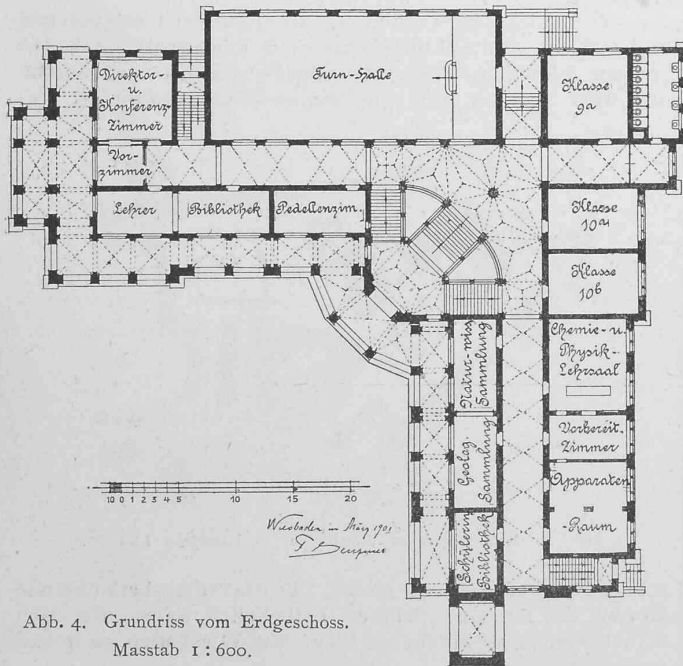 Direktor-
u.
Konferenz-
Zimmer
Turn-Halle
Klasse
9a
Vor-
zimmer
Lehrer
Bibliothek
Pedellenzim.
Klasse
10a
Klasse
10b
Natur-wiss.
Sammlung
Chemie- u.
Physik-
Lehrsaal
Geolog.
Sammlung
Vorbereit.
Zimmer
Apparaten
-Raum
Schülerin
Bibliothek
10 0 1 2 3 4 5 10 15 20
Wiesbaden, im März 1901
F.
Abb. 4. Grundriss vom Erdgeschoss.
Masstab 1 : 600.